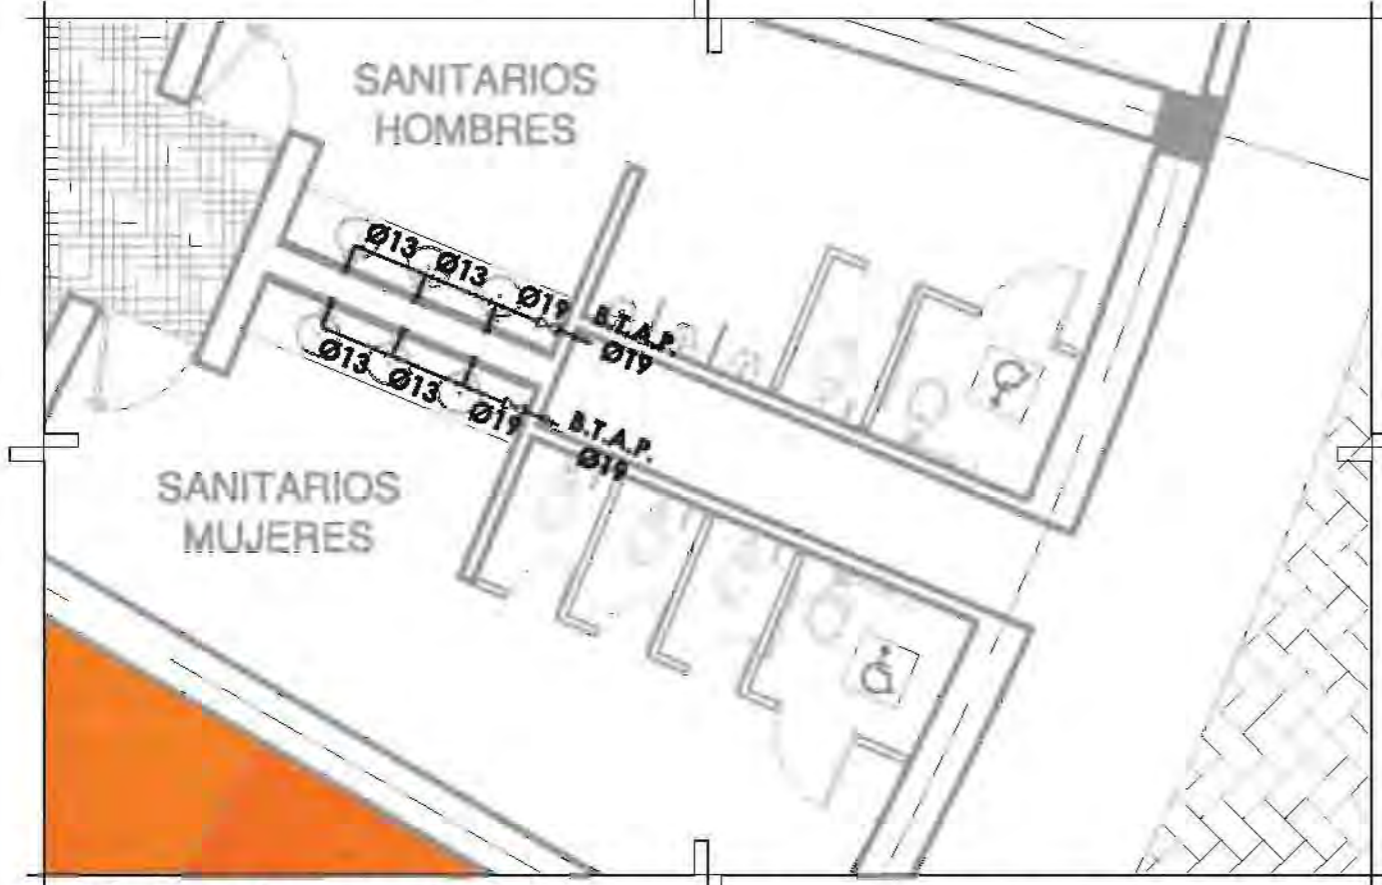 SANITARIOS
HOMBRES
Ø13
Ø13
Ø19
B.T.A.P.
Ø19
Ø13
Ø13
Ø19
B.T.A.P.
Ø19
SANITARIOS
MUJERES